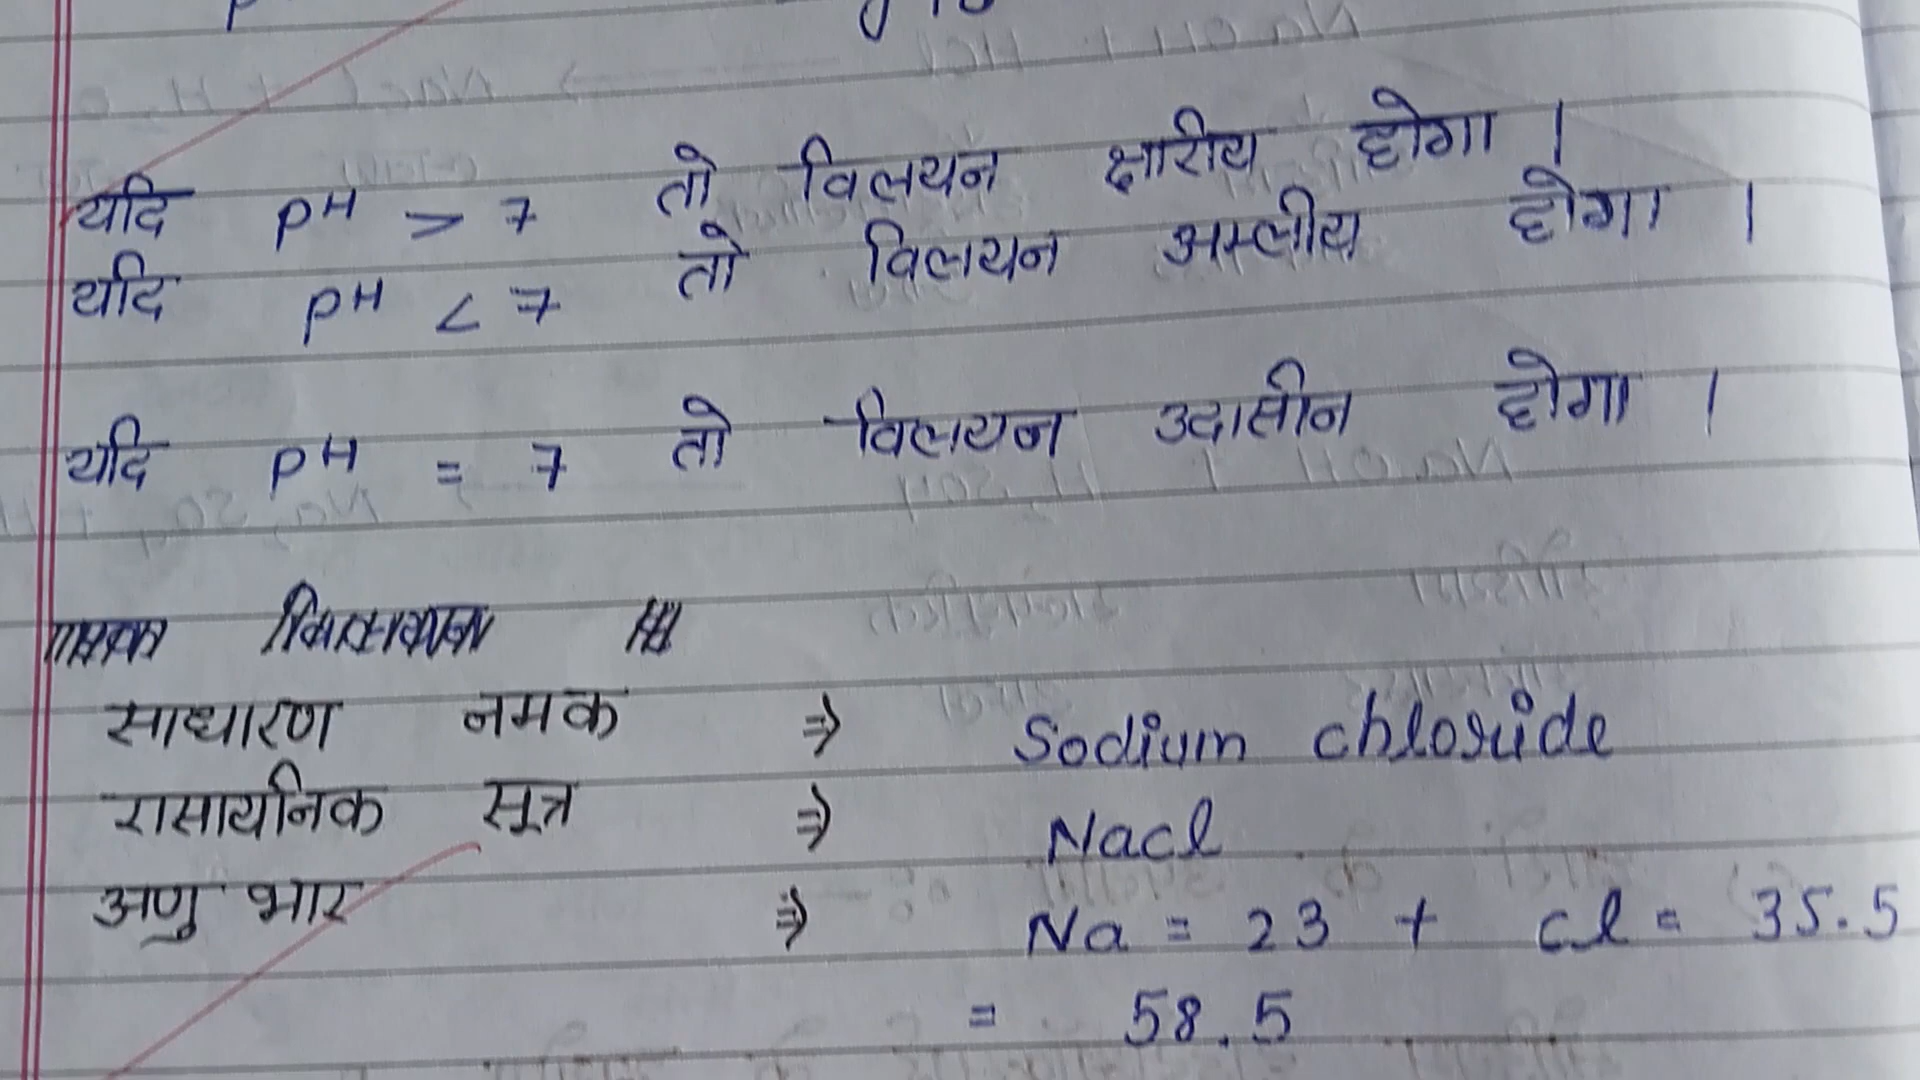 यदि pH > 7 तो विलयन क्षारीय होगा ।
यदि pH < 7 तो विलयन अम्लीय होगा ।
यदि pH = 7 तो विलयन उदासीन होगा ।
साधारण नमक ⇒ Sodium chloride
रासायनिक सूत्र ⇒ Nacl
अणु भार ⇒ Na = 23 + cl = 35.5
= 58.5